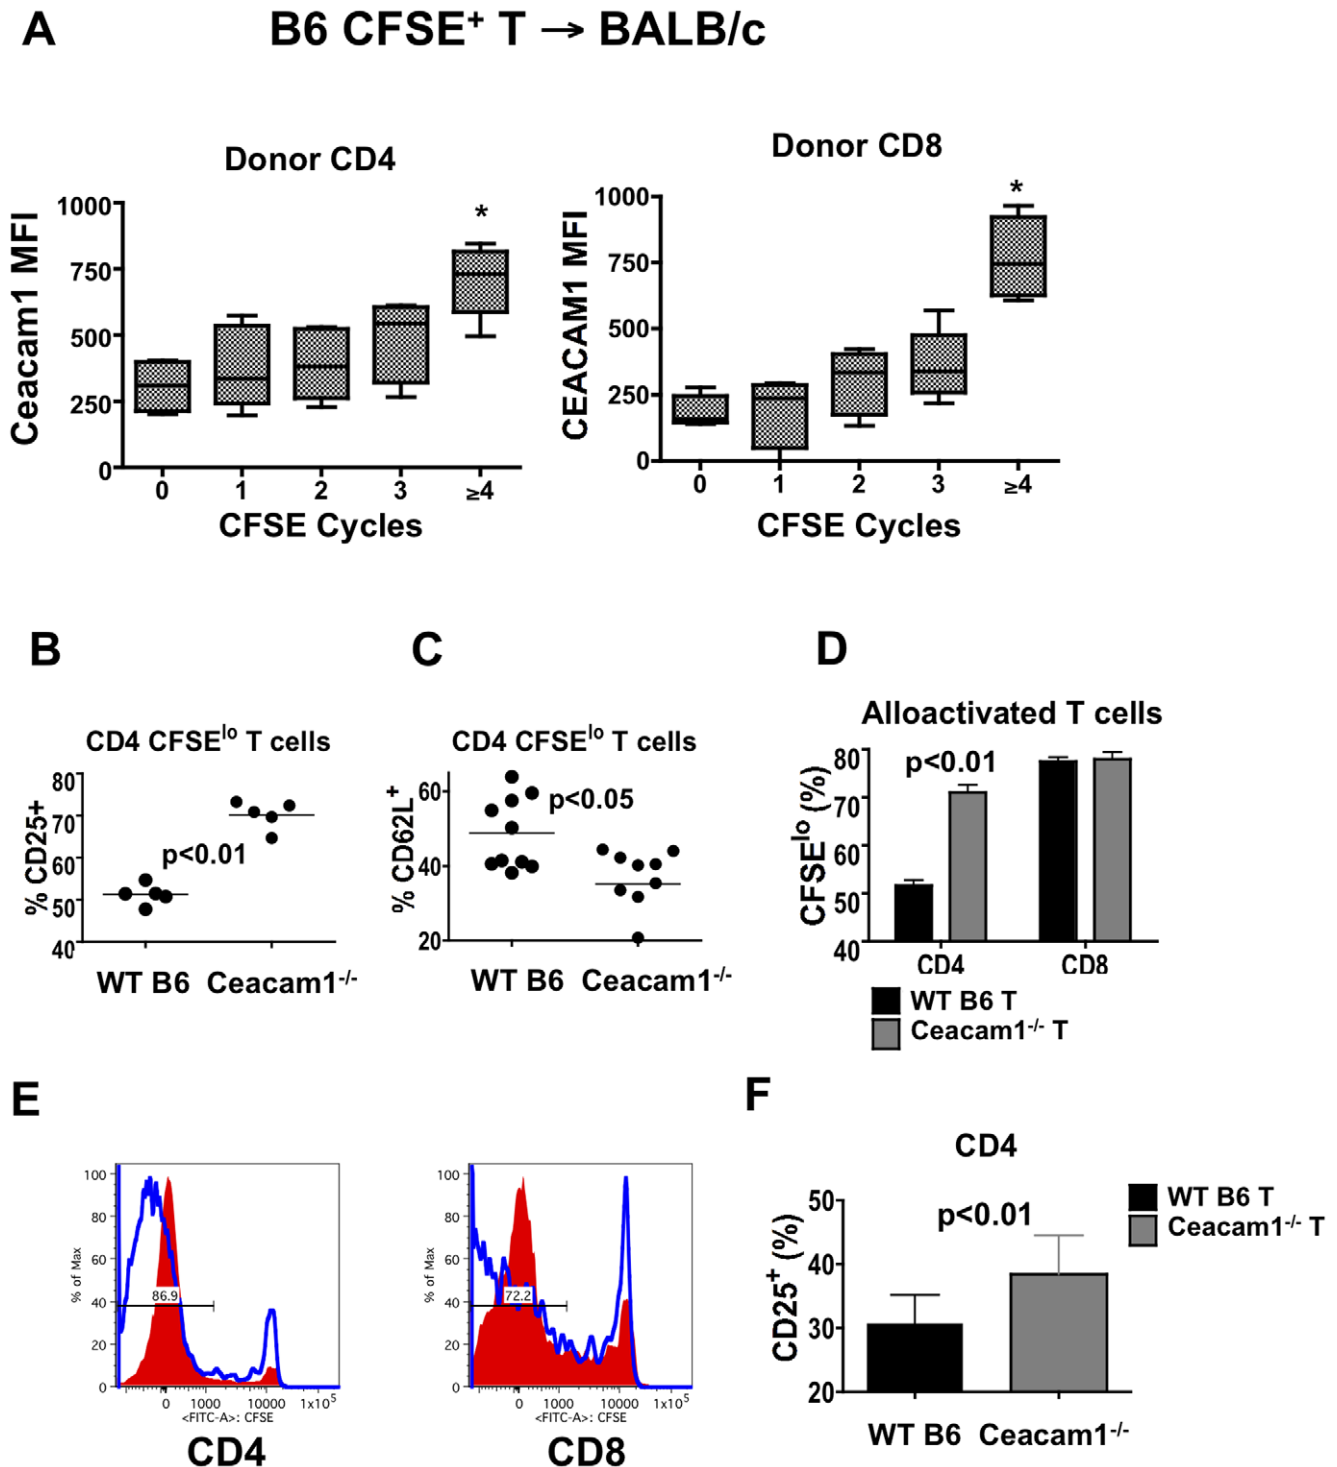 A
B6 CFSE⁺ T → BALB/c
Donor CD4
Ceacam1 MFI
1000
750
500
250
0
*
0 1 2 3 ≥4
CFSE Cycles
Donor CD8
CEACAM1 MFI
1000
750
500
250
0
*
0 1 2 3 ≥4
CFSE Cycles
B
CD4 CFSEˡᵒ T cells
% CD25+
80
70
60
50
40
p<0.01
WT B6 Ceacam1⁻/⁻
C
CD4 CFSEˡᵒ T cells
% CD62L⁺
60
40
20
p<0.05
WT B6 Ceacam1⁻/⁻
D
Alloactivated T cells
CFSEˡᵒ (%)
80
70
60
50
40
p<0.01
CD4 CD8
WT B6 T
Ceacam1⁻/⁻ T
E
% of Max
100
80
60
40
20
0
86.9
0 1000 10000 1x10⁵
<FITC-A>: CFSE
CD4
% of Max
100
80
60
40
20
0
72.2
0 1000 10000 1x10⁵
<FITC-A>: CFSE
CD8
F
CD4
CD25⁺ (%)
50
40
30
20
p<0.01
WT B6 Ceacam1⁻/⁻
WT B6 T
Ceacam1⁻/⁻ T